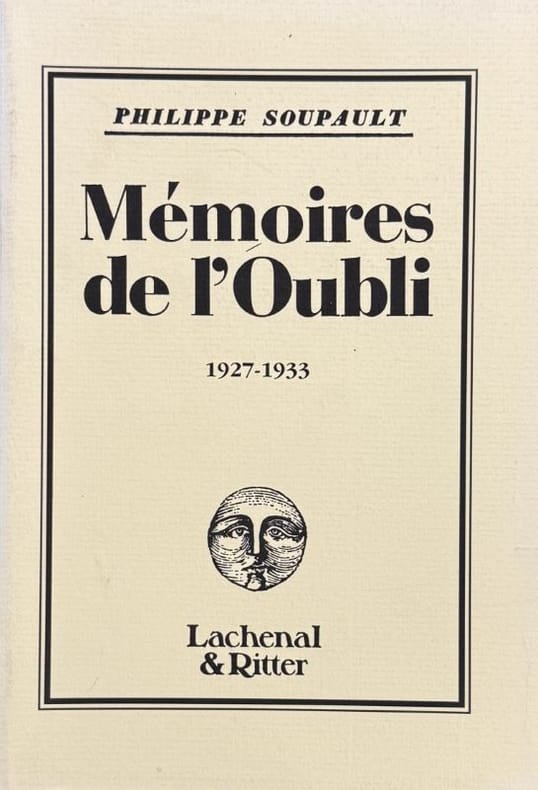 PHILIPPE SOUPAULT
Mémoires
de l'Oubli
1927-1933
Lachenal
& Ritter